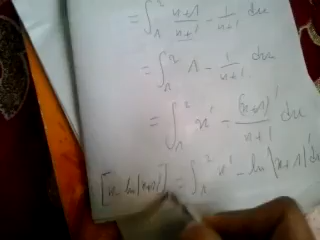 = ∫₁² x+1/x+1 - 1/x+1 dx
= ∫₁² 1 - 1/x+1 dx
= ∫₁² x' - (x+1)'/x+1 dx
[x - ln|x+1|] = ∫₁² x' - ln|x+1|' dx